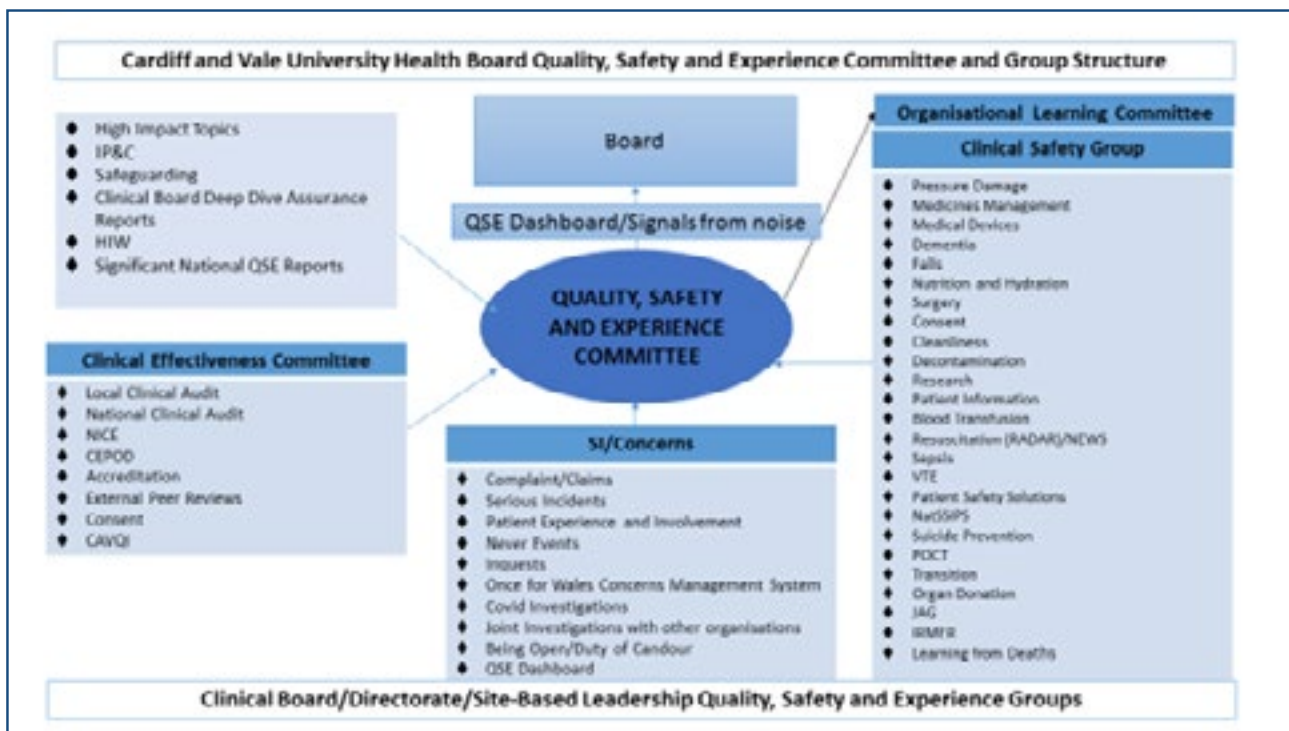 Cardiff and Vale University Health Board Quality, Safety and Experience Committee and Group Structure
High Impact Topics
IP&C
Safeguarding
Clinical Board Deep Dive Assurance
Reports
HIW
Significant National QSE Reports
Board
QSE Dashboard/Signals from noise
QUALITY, SAFETY
AND EXPERIENCE
COMMITTEE
Clinical Effectiveness Committee
Local Clinical Audit
National Clinical Audit
NICE
CEPOD
Accreditation
External Peer Reviews
Consent
CAVQI
SI/Concerns
Complaint/Claims
Serious Incidents
Patient Experience and Involvement
Never Events
Inquests
Once for Wales Concerns Management System
Covid Investigations
Joint Investigations with other organisations
Being Open/Duty of Candour
QSE Dashboard
Organisational Learning Committee
Clinical Safety Group
Pressure Damage
Medicines Management
Medical Devices
Dementia
Falls
Nutrition and Hydration
Surgery
Consent
Cleanliness
Decontamination
Research
Patient Information
Blood Transfusion
Resuscitation (RADAR)/NEWS
Sepsis
VTE
Patient Safety Solutions
NatSSIPS
Suicide Prevention
POCT
Transition
Organ Donation
JAG
IRMER
Learning from Deaths
Clinical Board/Directorate/Site-Based Leadership Quality, Safety and Experience Groups